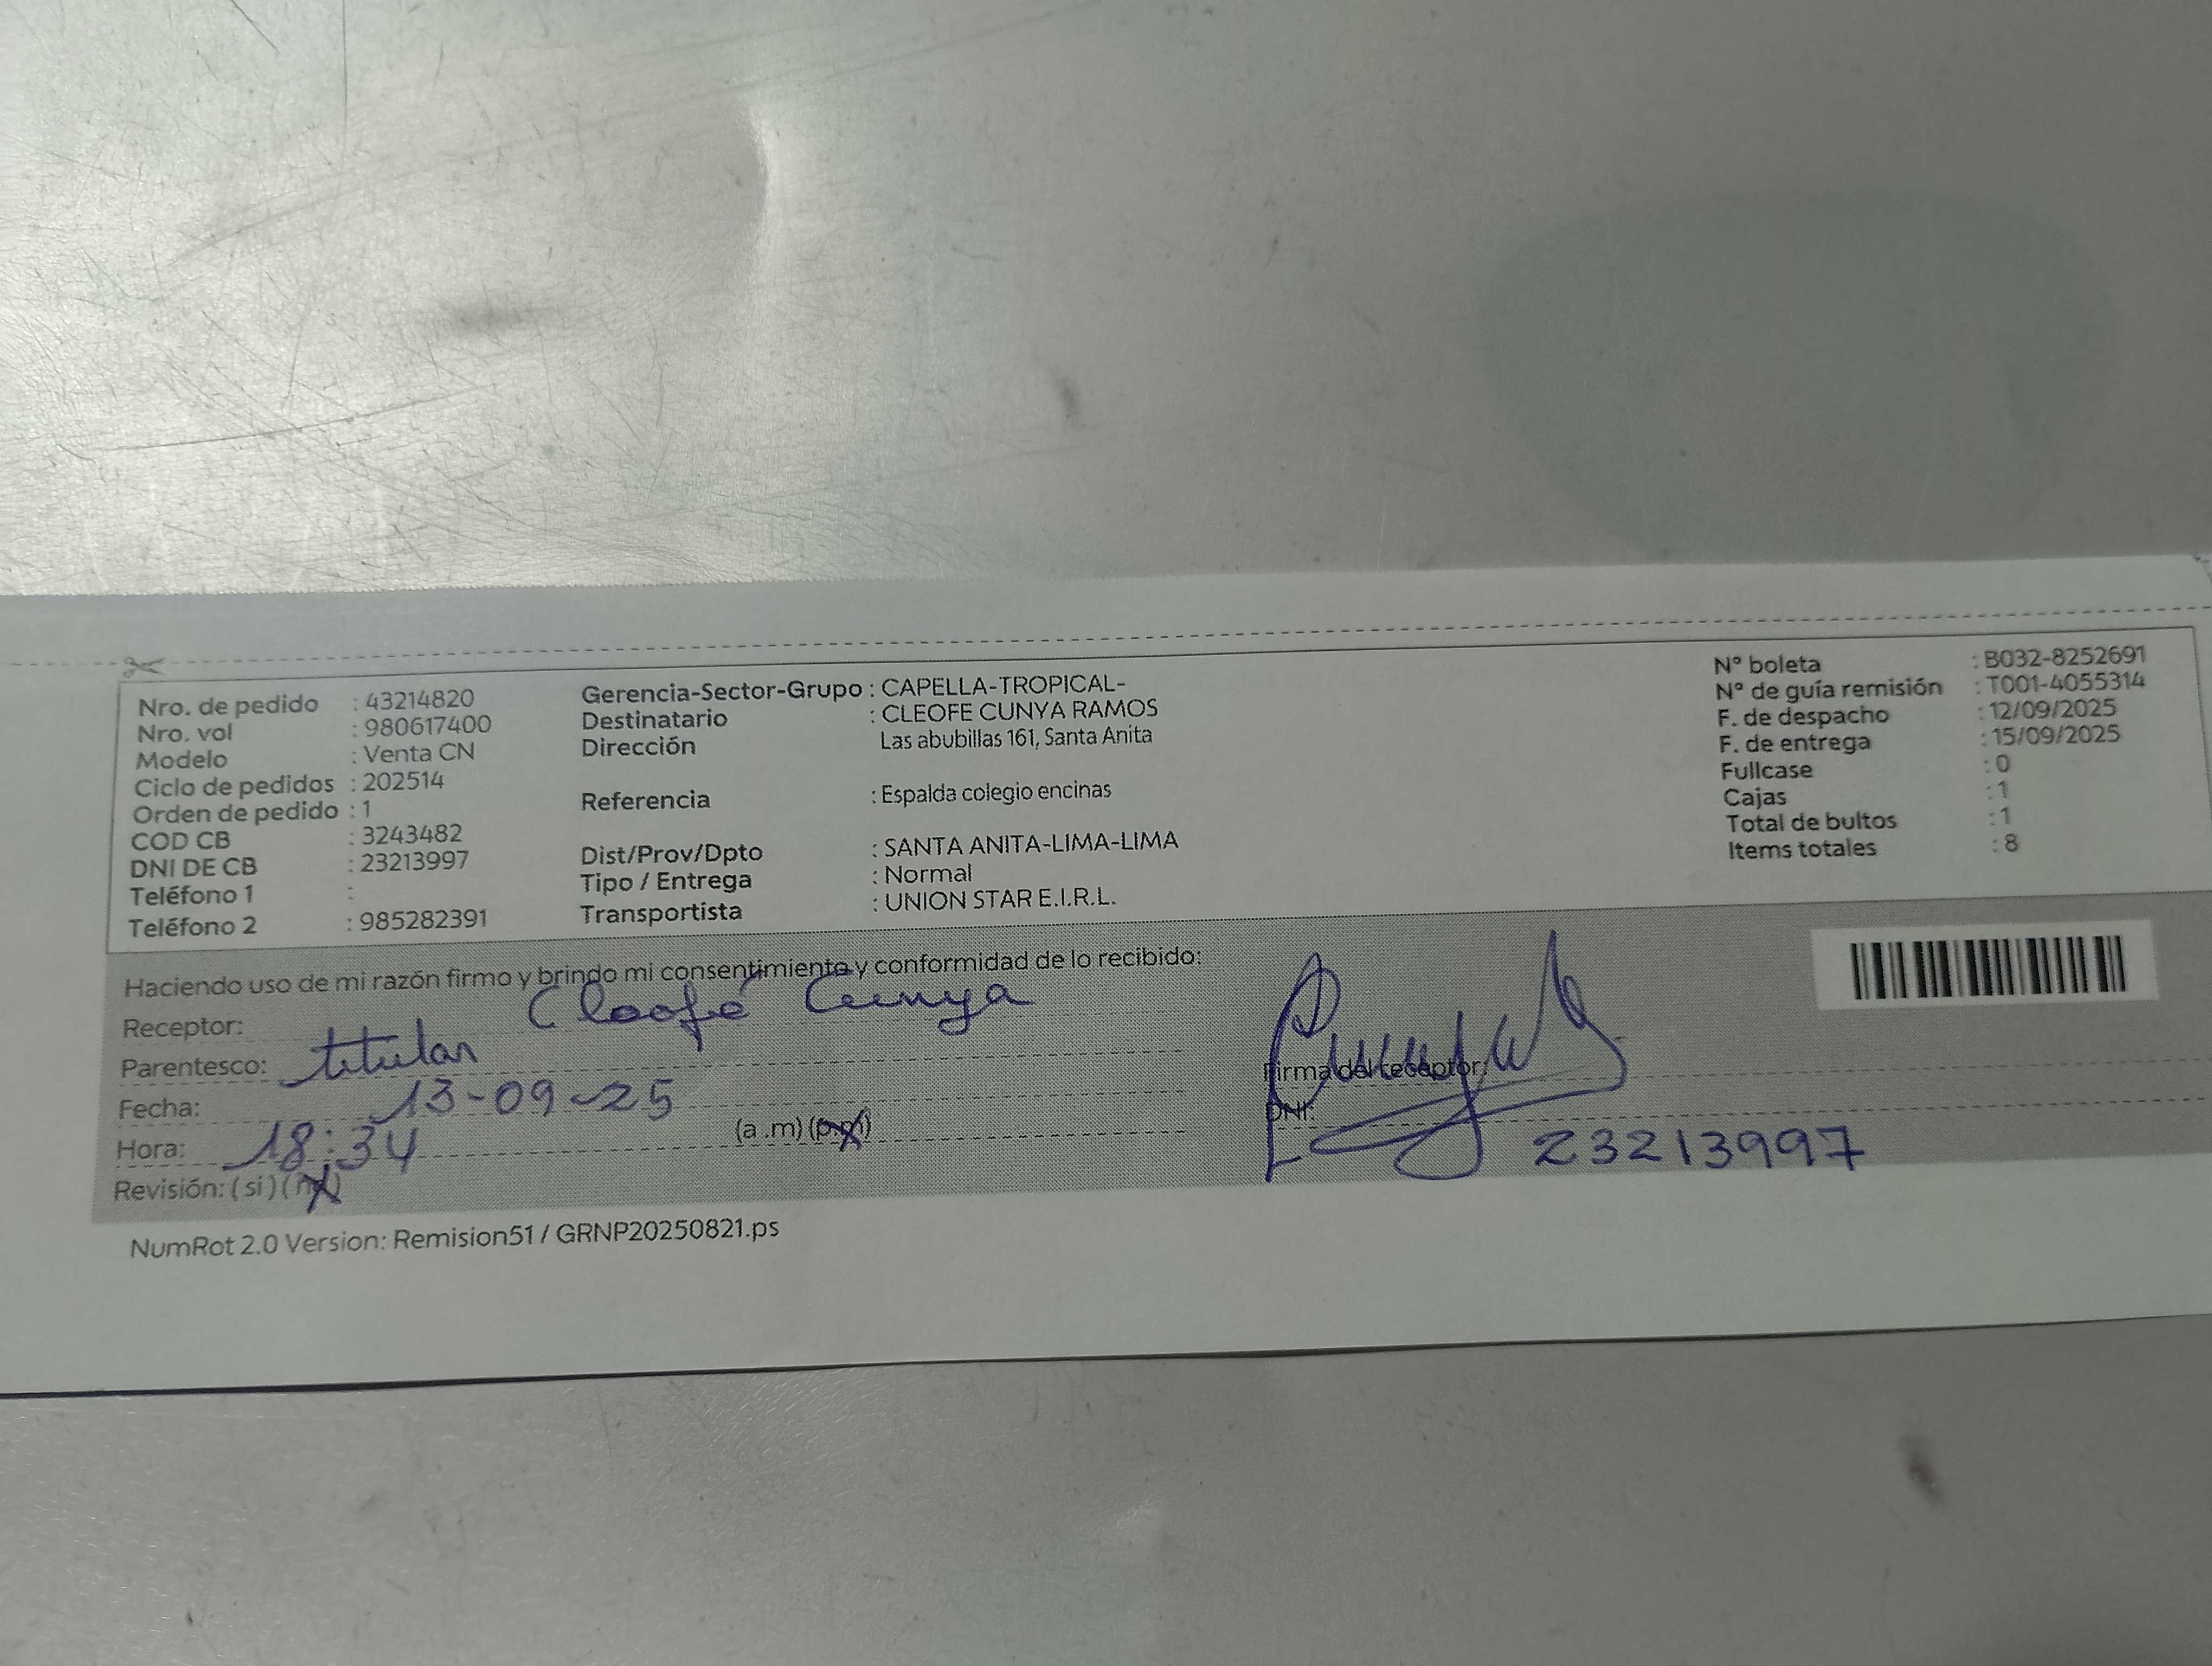 Nro. de pedido : 43214820
Nro. vol : 980617400
Modelo : Venta CN
Ciclo de pedidos : 202514
Orden de pedido : 1
COD CB : 3243482
DNI DE CB : 23213997
Teléfono 1 :
Teléfono 2 : 985282391
Gerencia-Sector-Grupo : CAPELLA-TROPICAL-
Destinatario : CLEOFE CUNYA RAMOS
Dirección Las abubillas 161, Santa Anita
Referencia : Espalda colegio encinas
Dist/Prov/Dpto : SANTA ANITA-LIMA-LIMA
Tipo / Entrega : Normal
Transportista : UNION STAR E.I.R.L.
N° boleta : B032-8252691
N° de guía remisión : T001-4055314
F. de despacho : 12/09/2025
F. de entrega : 15/09/2025
Fullcase : 0
Cajas : 1
Total de bultos : 1
Items totales : 8
Haciendo uso de mi razón firmo y brindo mi consentimiento y conformidad de lo recibido:
Receptor: Cleofé Cunya
Parentesco: titular
Fecha: 13-09-25
Hora: 18:34 (a .m) (p.m)
Revisión: ( si ) ( no )
Firma del receptor:
DNI: 23213997
NumRot 2.0 Version: Remision51 / GRNP20250821.ps